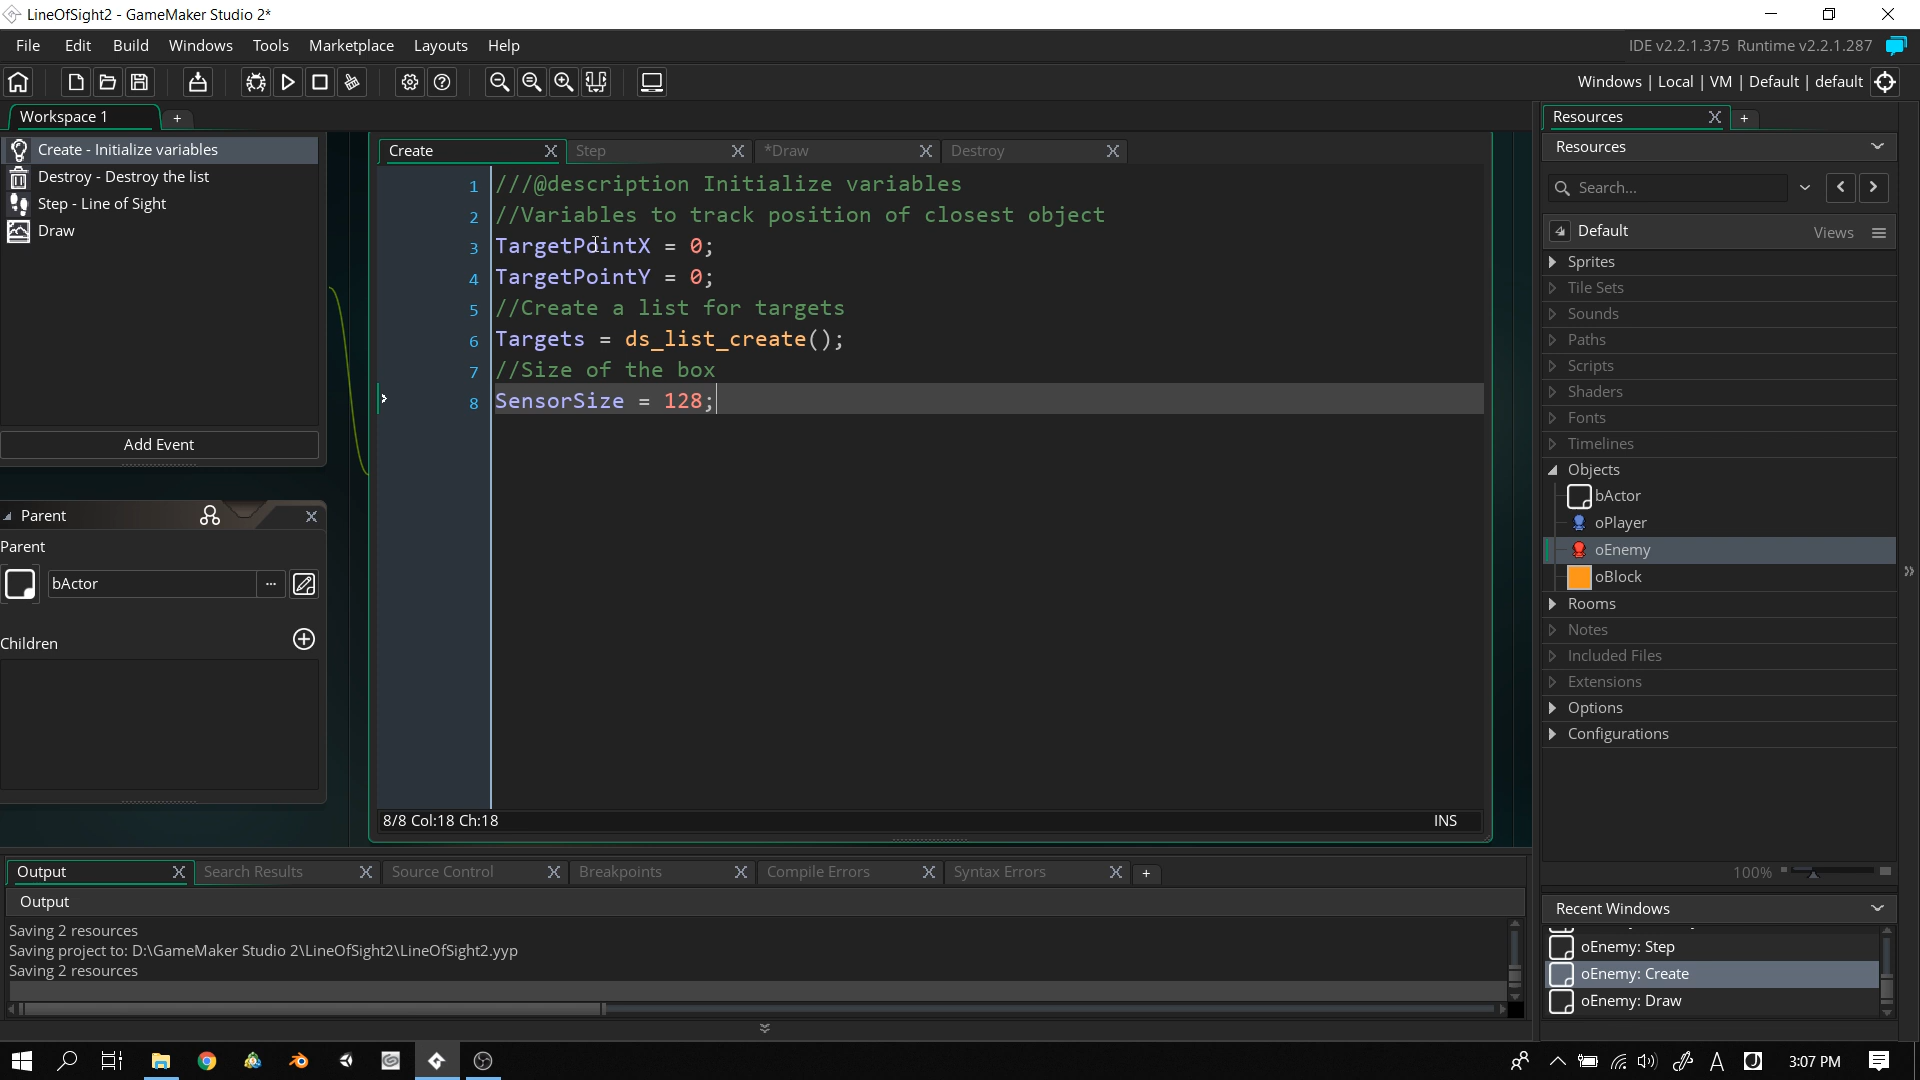 LineOfSight2 - GameMaker Studio 2*
File Edit Build Windows Tools Marketplace Layouts Help
IDE v2.2.1.375 Runtime v2.2.1.287
Windows | Local | VM | Default | default
Workspace 1 +
Create - Initialize variables
Destroy - Destroy the list
Step - Line of Sight
Draw
Add Event
Parent
Parent
bActor
...
Children
Create
Step
*Draw
Destroy
1 ///@description Initialize variables
2 //Variables to track position of closest object
3 TargetPointX = 0;
4 TargetPointY = 0;
5 //Create a list for targets
6 Targets = ds_list_create();
7 //Size of the box
8 SensorSize = 128;
8/8 Col:18 Ch:18
INS
Output
Search Results
Source Control
Breakpoints
Compile Errors
Syntax Errors
+
Output
Saving 2 resources
Saving project to: D:\GameMaker Studio 2\LineOfSight2\LineOfSight2.yyp
Saving 2 resources
Resources
+
Resources
Search...
Default
Views
Sprites
Tile Sets
Sounds
Paths
Scripts
Shaders
Fonts
Timelines
Objects
bActor
oPlayer
oEnemy
oBlock
Rooms
Notes
Included Files
Extensions
Options
Configurations
100%
Recent Windows
oEnemy: Step
oEnemy: Create
oEnemy: Draw
3:07 PM